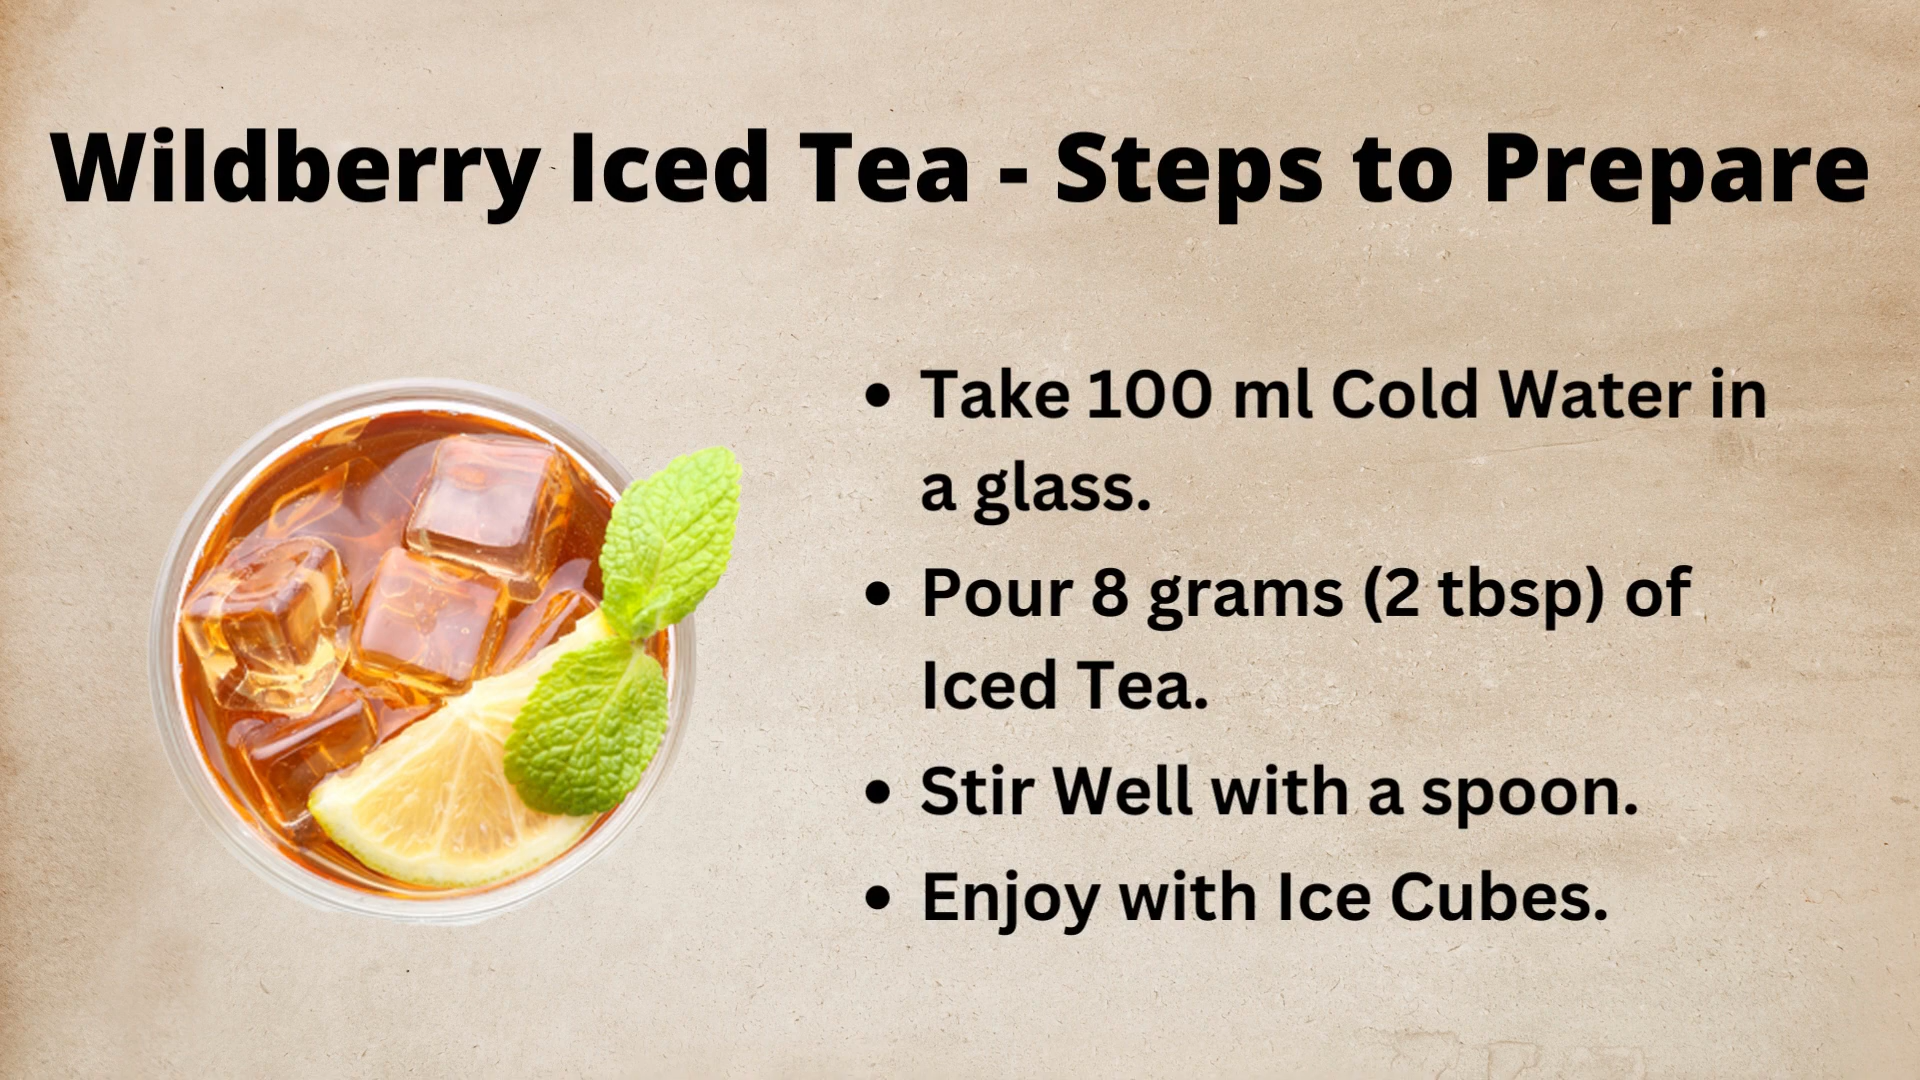 Wildberry Iced Tea - Steps to Prepare
• Take 100 ml Cold Water in
a glass.
• Pour 8 grams (2 tbsp) of
Iced Tea.
• Stir Well with a spoon.
• Enjoy with Ice Cubes.